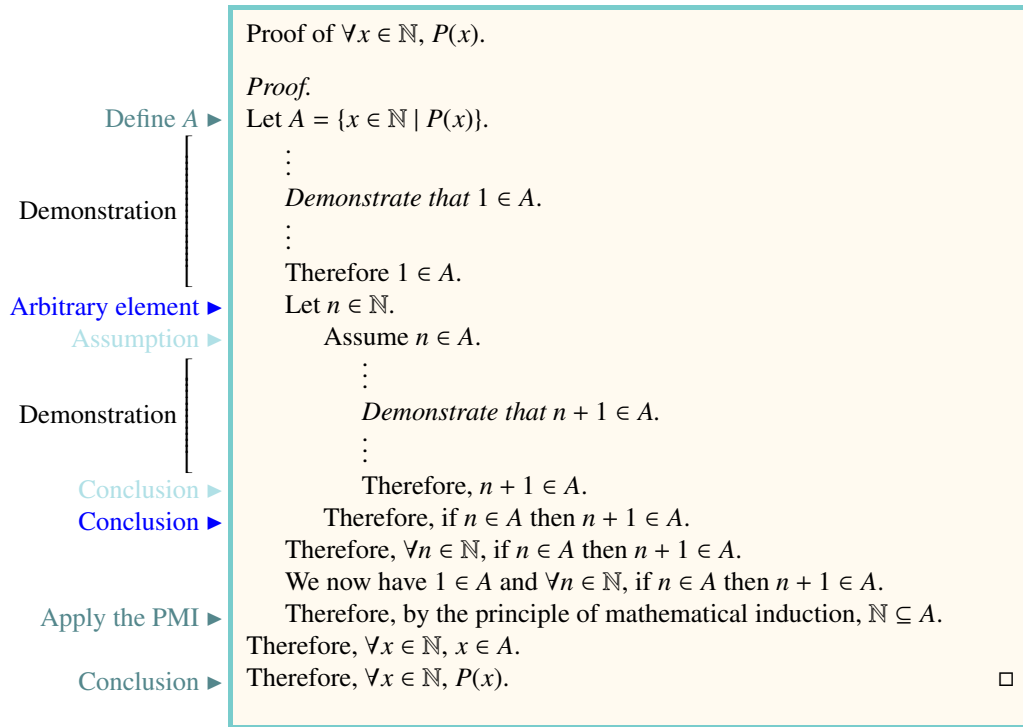 Proof of ∀x ∈ ℕ, P(x).
Proof.
Define A ▶ Let A = {x ∈ ℕ | P(x)}.
⋮
Demonstration Demonstrate that 1 ∈ A.
⋮
Therefore 1 ∈ A.
Arbitrary element ▶ Let n ∈ ℕ.
Assumption ▶ Assume n ∈ A.
⋮
Demonstration Demonstrate that n + 1 ∈ A.
⋮
Conclusion ▶ Therefore, n + 1 ∈ A.
Conclusion ▶ Therefore, if n ∈ A then n + 1 ∈ A.
Therefore, ∀n ∈ ℕ, if n ∈ A then n + 1 ∈ A.
We now have 1 ∈ A and ∀n ∈ ℕ, if n ∈ A then n + 1 ∈ A.
Apply the PMI ▶ Therefore, by the principle of mathematical induction, ℕ ⊆ A.
Therefore, ∀x ∈ ℕ, x ∈ A.
Conclusion ▶ Therefore, ∀x ∈ ℕ, P(x). □